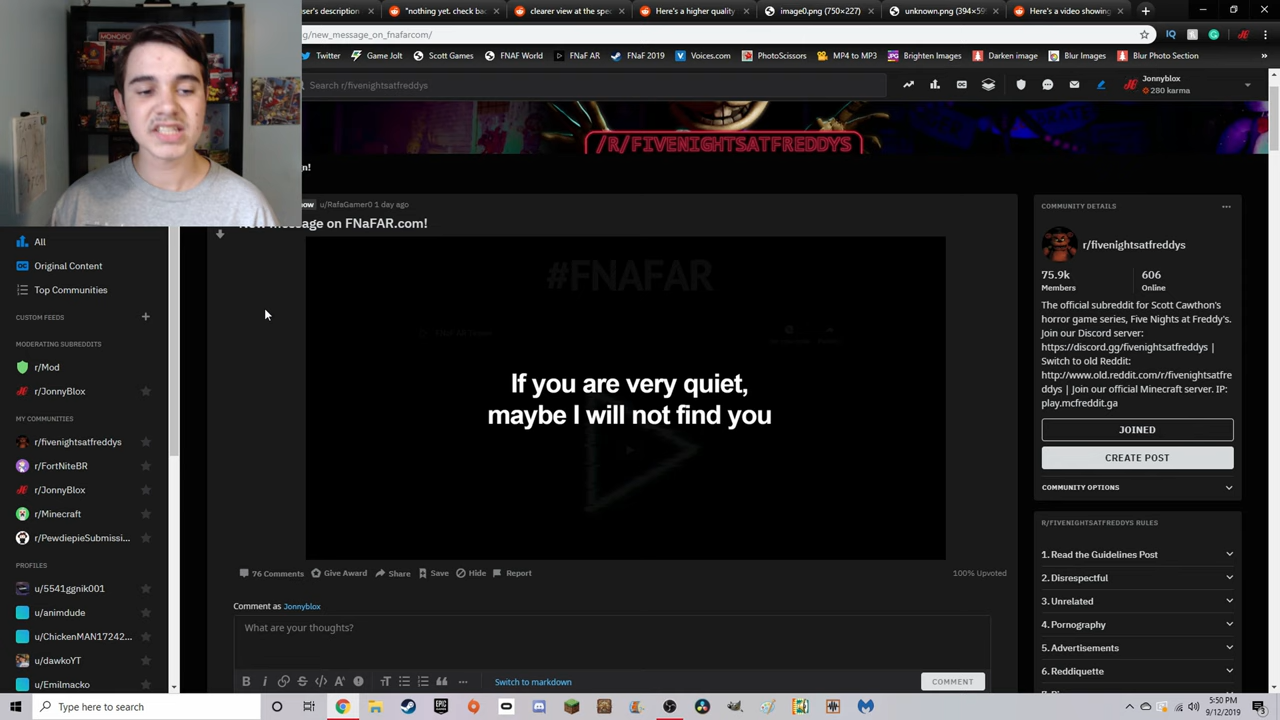 er's description
"nothing yet. check bac
clearer view at the spec
Here's a higher quality
image0.png (750×227)
unknown.png (394×59
Here's a video showing
g/new_message_on_fnafarcom/
Twitter
Scott Games
FNAF World
FNaF AR
FNAF 2019
Voices.com
PhotoScissors
MP4 to MP3
Brighten Images
Darken image
Blur Images
Blur Photo Section
Search r/fivenightsatfreddys
Jonnyblox
280 karma
/R/FIVENIGHTSATFREDDYS
u/RafaGamer0 1 day ago
New message on FNaFAR.com!
#FNAFAR
If you are very quiet,
maybe I will not find you
76 Comments
Give Award
Share
Save
Hide
Report
100% Upvoted
Comment as Jonnyblox
What are your thoughts?
Switch to markdown
COMMENT
All
Original Content
Top Communities
CUSTOM FEEDS
MODERATING SUBREDDITS
r/Mod
r/JonnyBlox
MY COMMUNITIES
r/fivenightsatfreddys
r/FortNiteBR
r/JonnyBlox
r/Minecraft
r/PewdiepieSubmissi...
PROFILES
u/5541ggnik001
u/animdude
u/ChickenMAN17242...
u/dawkoYT
u/Emilmacko
COMMUNITY DETAILS
r/fivenightsatfreddys
75.9k
Members
606
Online
The official subreddit for Scott Cawthon's
horror game series, Five Nights at Freddy's.
Join our Discord server:
https://discord.gg/fivenightsatfreddys |
Switch to old Reddit:
http://www.old.reddit.com/r/fivenightsatfre
ddys | Join our official Minecraft server. IP:
play.mcfreddit.ga
JOINED
CREATE POST
COMMUNITY OPTIONS
R/FIVENIGHTSATFREDDYS RULES
1. Read the Guidelines Post
2. Disrespectful
3. Unrelated
4. Pornography
5. Advertisements
6. Reddiquette
Type here to search
5:50 PM
9/12/2019